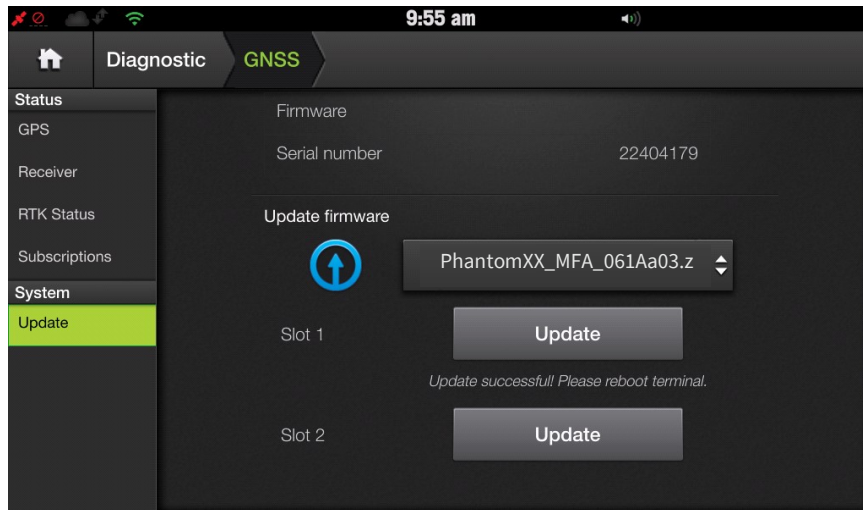 9:55 am
Diagnostic
GNSS
Status
GPS
Receiver
RTK Status
Subscriptions
System
Update
Firmware
Serial number 22404179
Update firmware
PhantomXX_MFA_061Aa03.z
Slot 1 Update
Update successful! Please reboot terminal.
Slot 2 Update